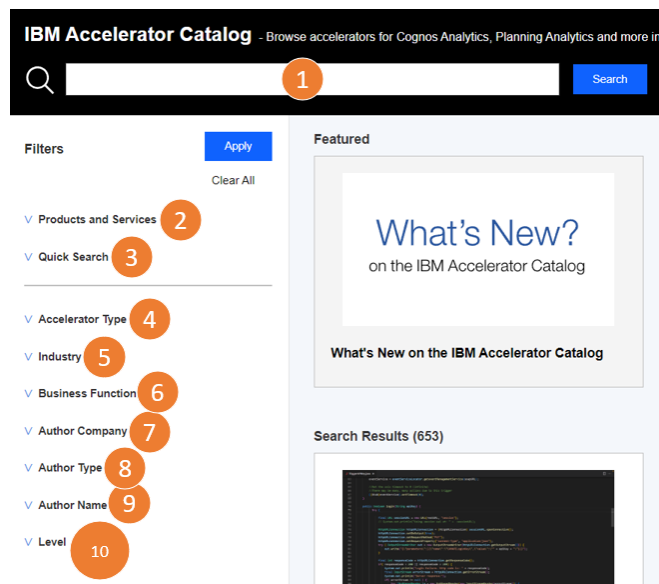 IBM Accelerator Catalog - Browse accelerators for Cognos Analytics, Planning Analytics and more in
1
Search
Filters
Apply
Clear All
Products and Services 2
Quick Search 3
Accelerator Type 4
Industry 5
Business Function 6
Author Company 7
Author Type 8
Author Name 9
Level 10
Featured
What's New?
on the IBM Accelerator Catalog
What's New on the IBM Accelerator Catalog
Search Results (653)